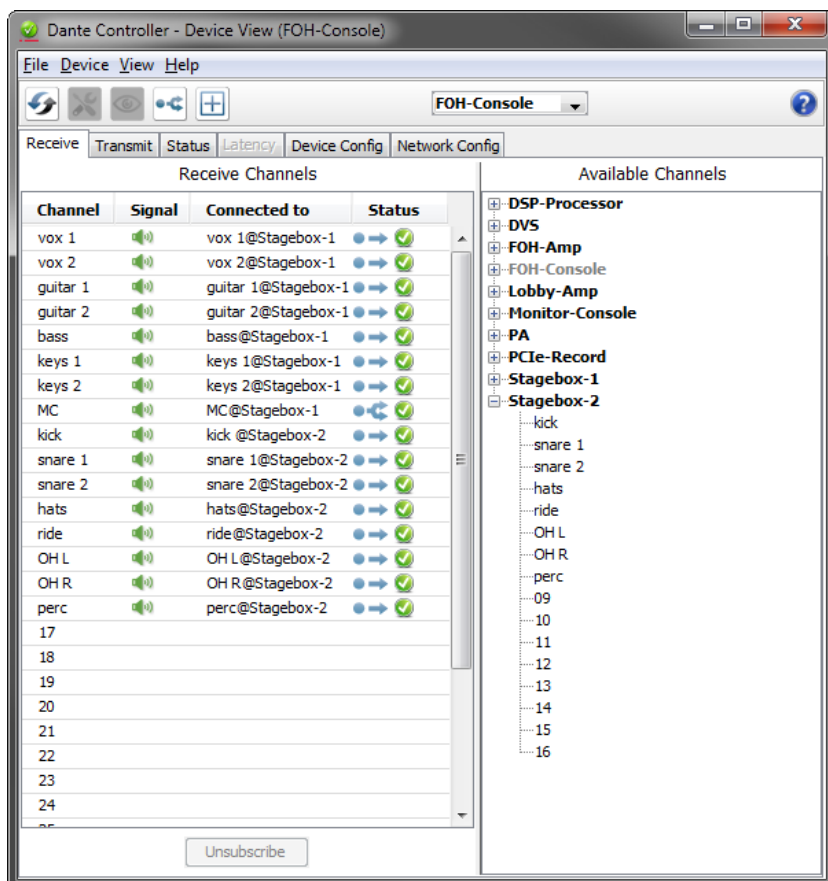 Dante Controller - Device View (FOH-Console)
File Device View Help
FOH-Console
Receive Transmit Status Latency Device Config Network Config
Receive Channels
Channel Signal Connected to Status
vox 1 vox 1@Stagebox-1
vox 2 vox 2@Stagebox-1
guitar 1 guitar 1@Stagebox-1
guitar 2 guitar 2@Stagebox-1
bass bass@Stagebox-1
keys 1 keys 1@Stagebox-1
keys 2 keys 2@Stagebox-1
MC MC@Stagebox-1
kick kick @Stagebox-2
snare 1 snare 1@Stagebox-2
snare 2 snare 2@Stagebox-2
hats hats@Stagebox-2
ride ride@Stagebox-2
OH L OH L@Stagebox-2
OH R OH R@Stagebox-2
perc perc@Stagebox-2
17
18
19
20
21
22
23
24
Unsubscribe
Available Channels
DSP-Processor
DVS
FOH-Amp
FOH-Console
Lobby-Amp
Monitor-Console
PA
PCIe-Record
Stagebox-1
Stagebox-2
kick
snare 1
snare 2
hats
ride
OH L
OH R
perc
09
10
11
12
13
14
15
16